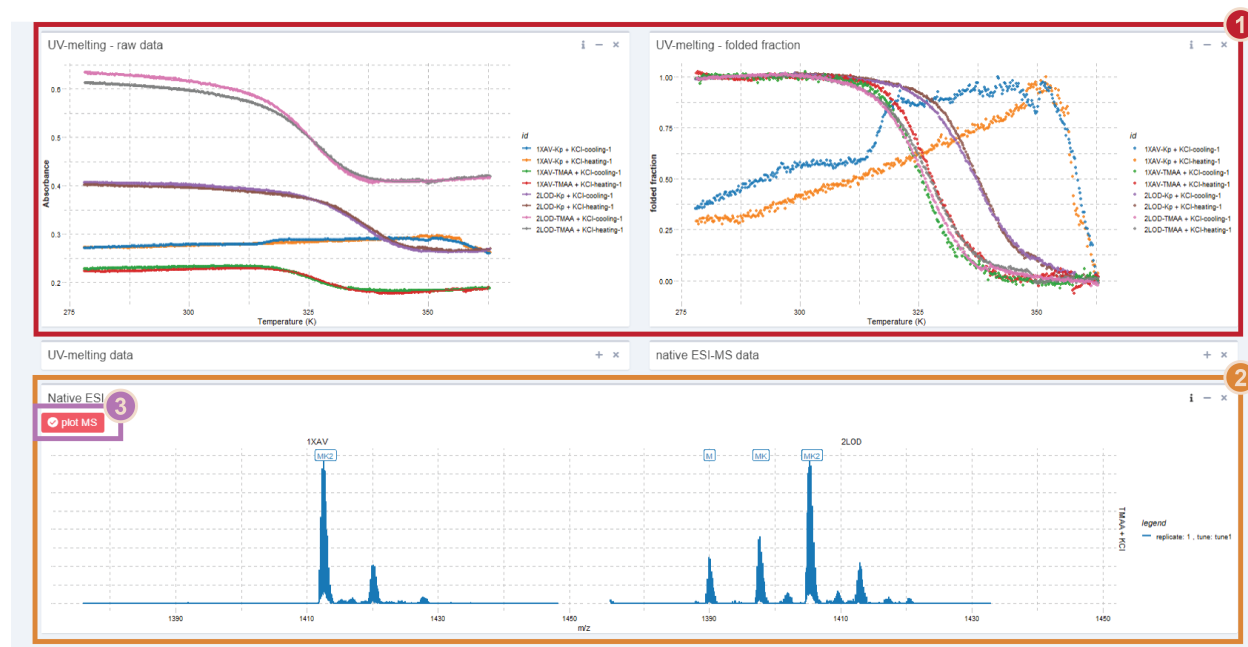 1
UV-melting - raw data
i − ×
UV-melting - folded fraction
i − ×
0.6
0.5
0.4
0.3
0.2
Absorbance
275
300
325
350
Temperature (K)
id
1XAV-Kp + KCl-cooling-1
1XAV-Kp + KCl-heating-1
1XAV-TMAA + KCl-cooling-1
1XAV-TMAA + KCl-heating-1
2LOD-Kp + KCl-cooling-1
2LOD-Kp + KCl-heating-1
2LOD-TMAA + KCl-cooling-1
2LOD-TMAA + KCl-heating-1
1.00
0.75
0.50
0.25
0.00
folded fraction
275
300
325
350
Temperature (K)
id
1XAV-Kp + KCl-cooling-1
1XAV-Kp + KCl-heating-1
1XAV-TMAA + KCl-cooling-1
1XAV-TMAA + KCl-heating-1
2LOD-Kp + KCl-cooling-1
2LOD-Kp + KCl-heating-1
2LOD-TMAA + KCl-cooling-1
2LOD-TMAA + KCl-heating-1
UV-melting data
+ ×
native ESI-MS data
+ ×
2
Native ESI
i − ×
3
plot MS
1XAV
2LOD
MK2
M
MK
MK2
TMAA + KCl
legend
replicate: 1 , tune: tune1
1390
1410
1430
1450
1390
1410
1430
1450
m/z